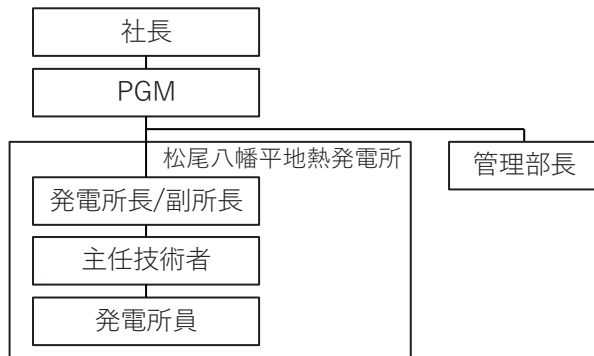 社長
PGM
松尾八幡平地熱発電所
管理部長
発電所長/副所長
主任技術者
発電所員